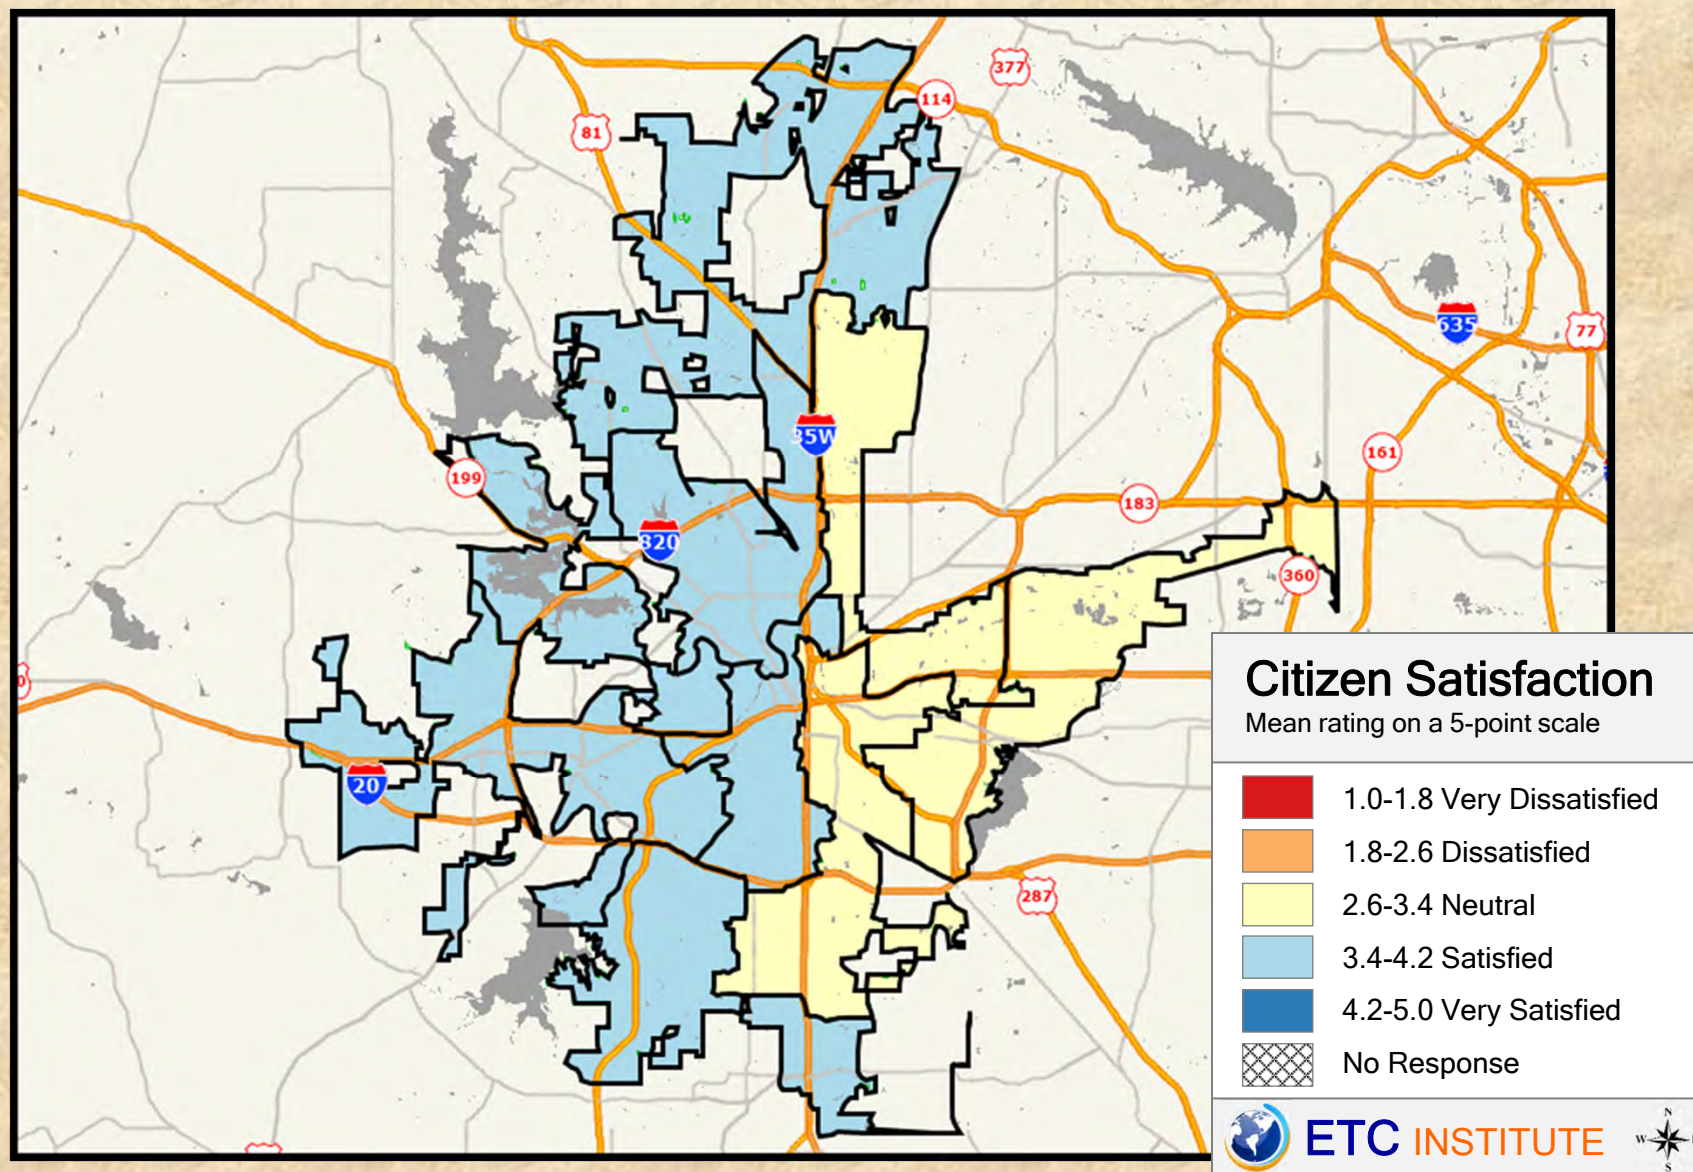 377
114
81
635
77
35W
199
161
183
820
360
20
287
Citizen Satisfaction
Mean rating on a 5-point scale
1.0-1.8 Very Dissatisfied
1.8-2.6 Dissatisfied
2.6-3.4 Neutral
3.4-4.2 Satisfied
4.2-5.0 Very Satisfied
No Response
ETC INSTITUTE
N
W
S